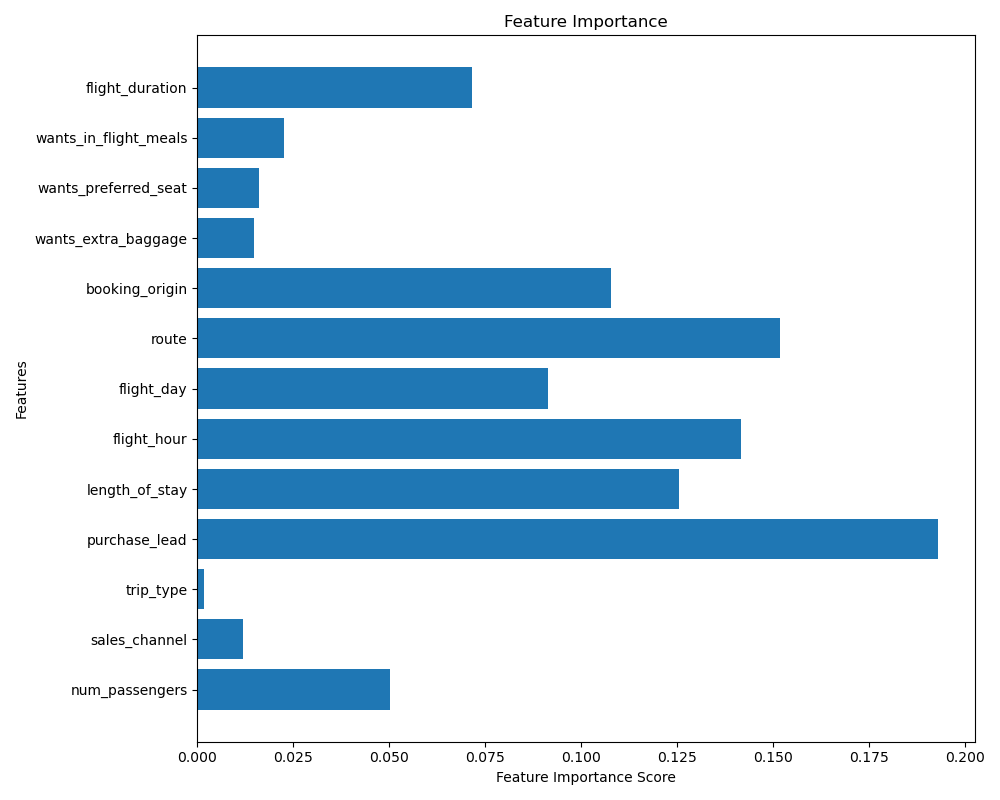 Feature Importance
flight_duration
wants_in_flight_meals
wants_preferred_seat
wants_extra_baggage
booking_origin
route
flight_day
flight_hour
length_of_stay
purchase_lead
trip_type
sales_channel
num_passengers
Features
0.000 0.025 0.050 0.075 0.100 0.125 0.150 0.175 0.200
Feature Importance Score